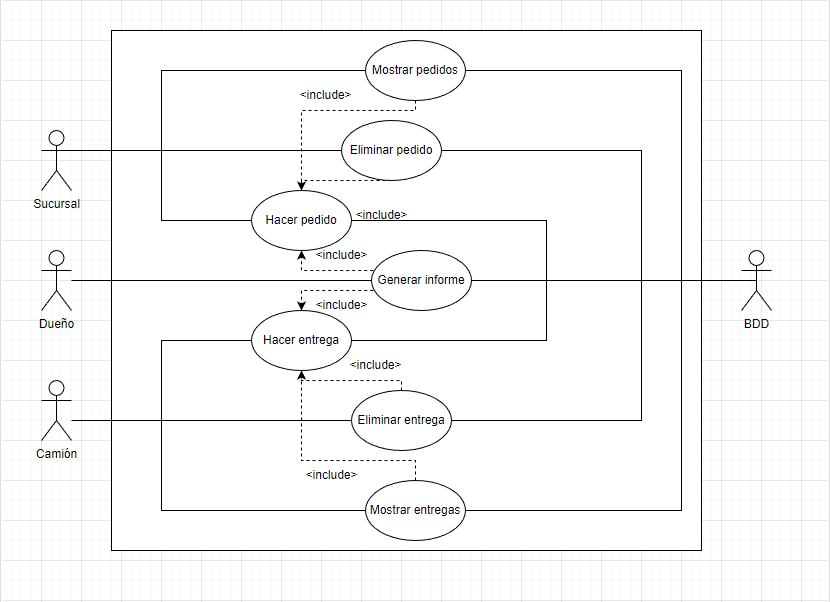 Mostrar pedidos
<include>
Eliminar pedido
Sucursal
Hacer pedido
<include>
<include>
Generar informe
Dueño
<include>
BDD
Hacer entrega
<include>
Eliminar entrega
Camión
<include>
Mostrar entregas